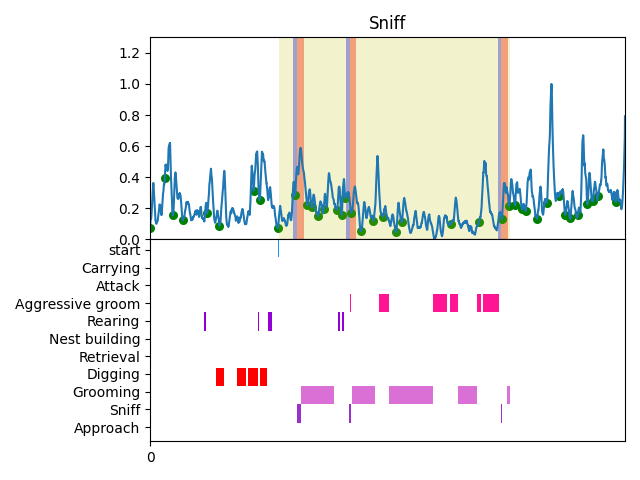 Sniff
1.2
1.0
0.8
0.6
0.4
0.2
0.0
start
Carrying
Attack
Aggressive groom
Rearing
Nest building
Retrieval
Digging
Grooming
Sniff
Approach
0